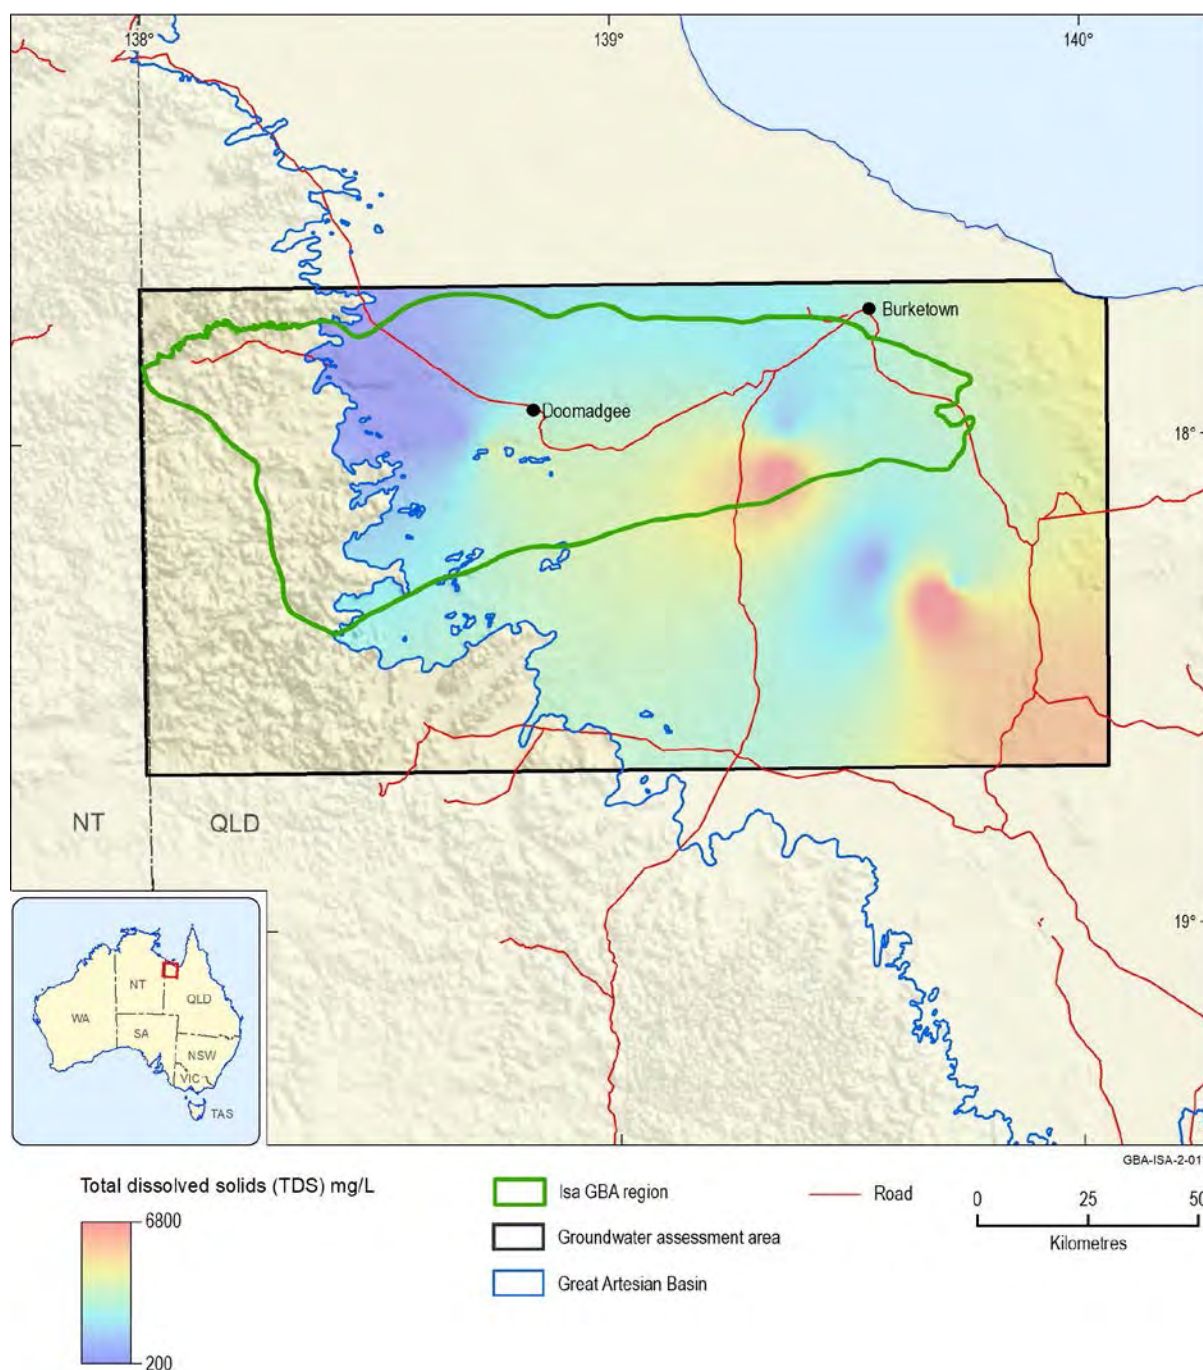 138°
139°
140°
Burketown
Doomadgee
18°
NT
QLD
19°
NT
QLD
WA
SA
NSW
VIC
TAS
GBA-ISA-2-01
Total dissolved solids (TDS) mg/L
6800
200
Isa GBA region
Groundwater assessment area
Great Artesian Basin
Road
0 25 50
Kilometres